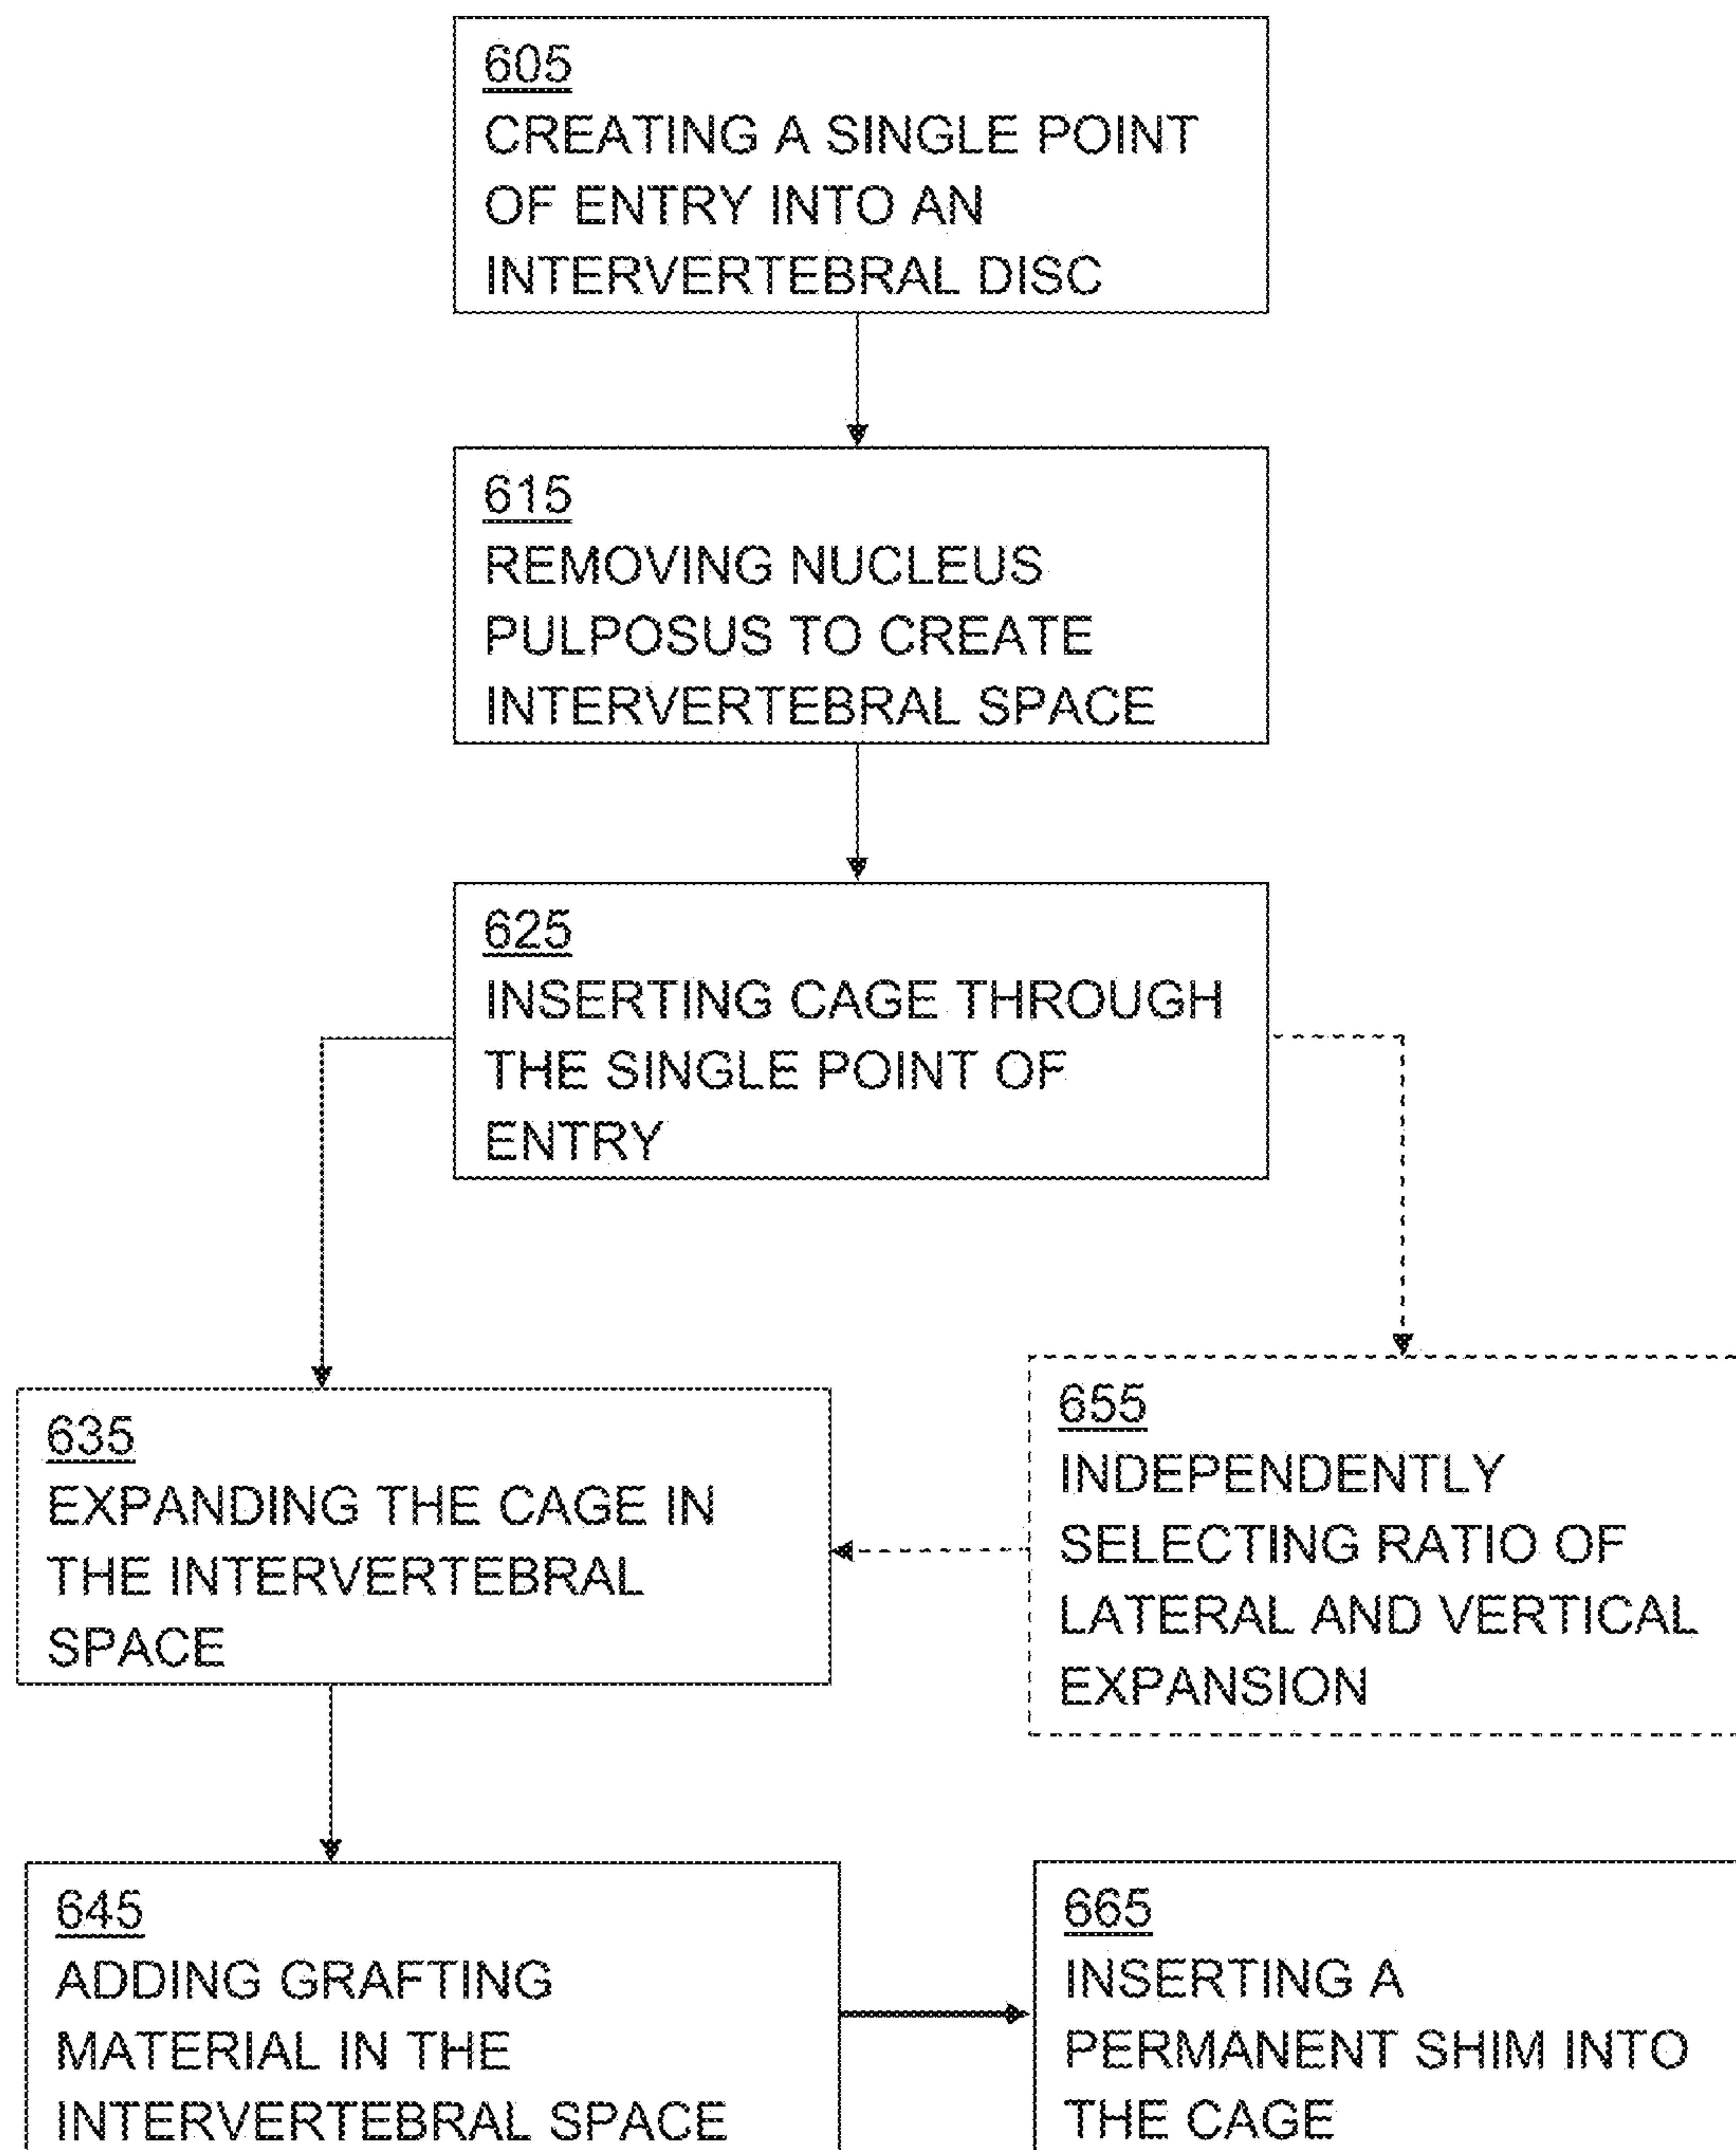 605
CREATING A SINGLE POINT
OF ENTRY INTO AN
INTERVERTEBRAL DISC
615
REMOVING NUCLEUS
PULPOSUS TO CREATE
INTERVERTEBRAL SPACE
625
INSERTING CAGE THROUGH
THE SINGLE POINT OF
ENTRY
635
EXPANDING THE CAGE IN
THE INTERVERTEBRAL
SPACE
655
INDEPENDENTLY
SELECTING RATIO OF
LATERAL AND VERTICAL
EXPANSION
645
ADDING GRAFTING
MATERIAL IN THE
INTERVERTEBRAL SPACE
665
INSERTING A
PERMANENT SHIM INTO
THE CAGE